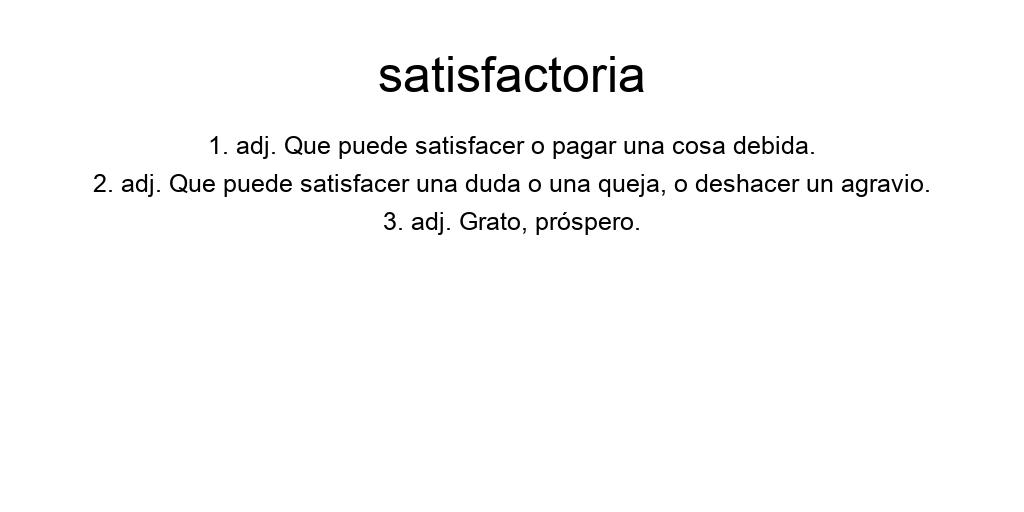 satisfactoria
1. adj. Que puede satisfacer o pagar una cosa debida.
2. adj. Que puede satisfacer una duda o una queja, o deshacer un agravio.
3. adj. Grato, próspero.